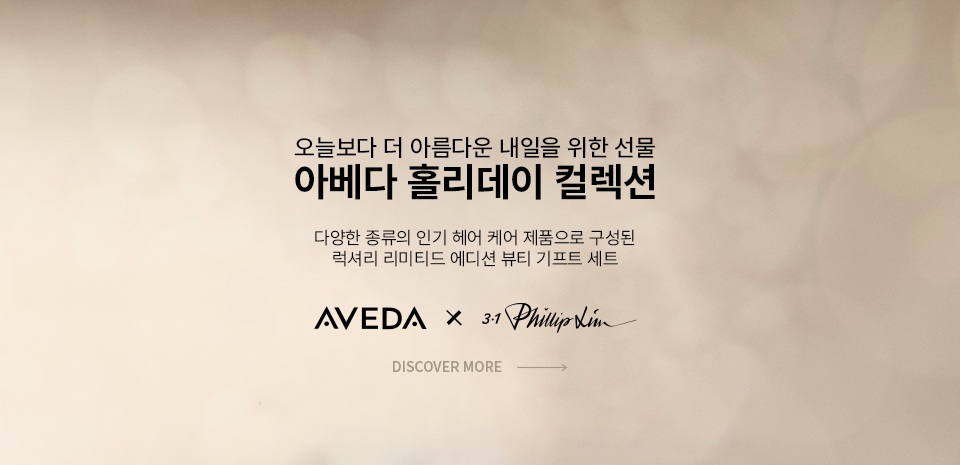 오늘보다 더 아름다운 내일을 위한 선물
아베다 홀리데이 컬렉션
다양한 종류의 인기 헤어 케어 제품으로 구성된
럭셔리 리미티드 에디션 뷰티 기프트 세트
AVEDA × 3·1 Phillip Lim
DISCOVER MORE